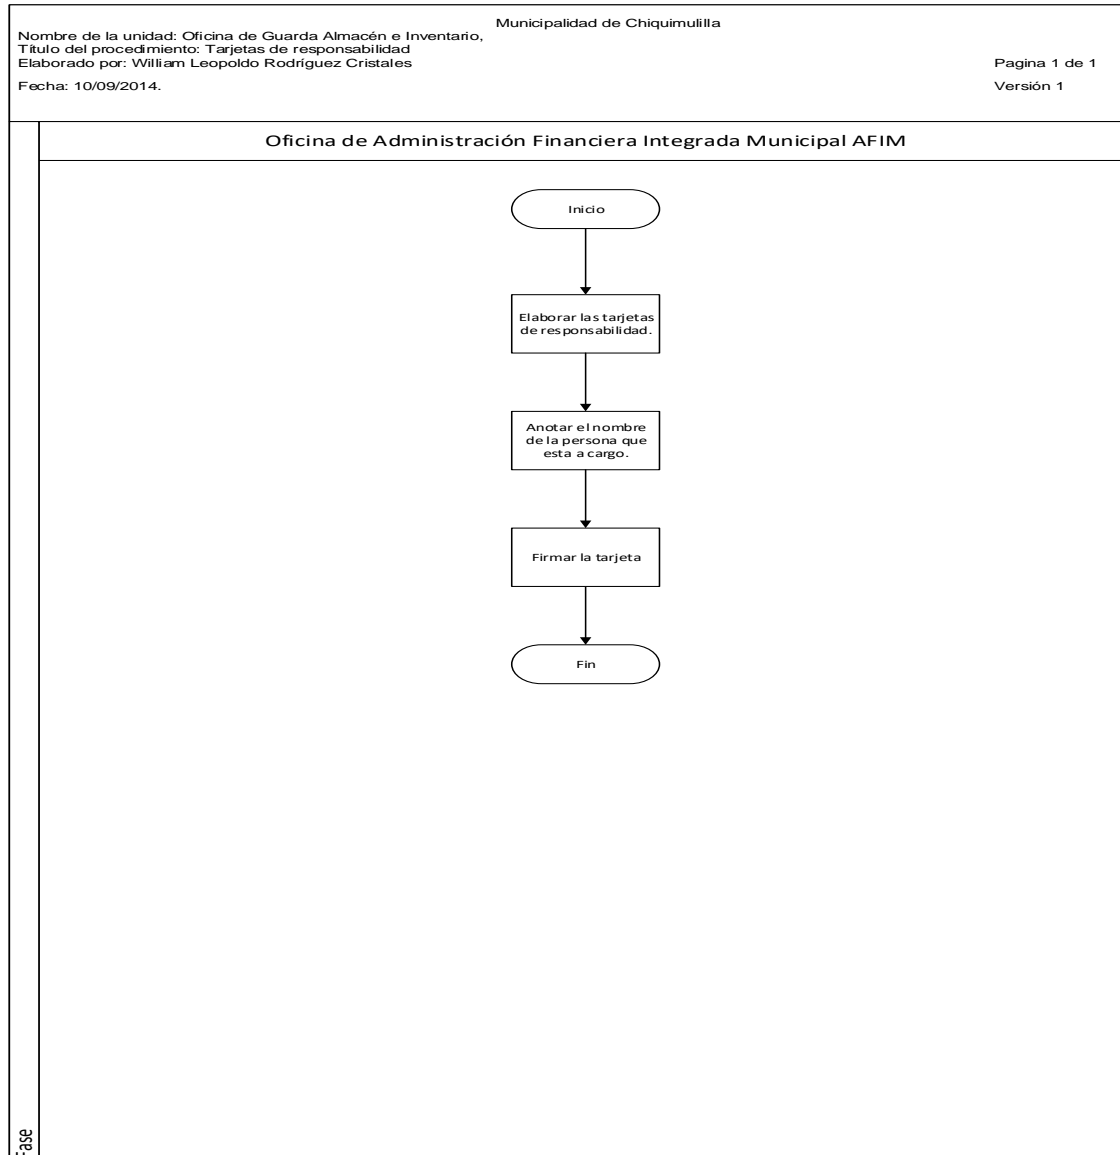 Municipalidad de Chiquimulilla
Nombre de la unidad: Oficina de Guarda Almacén e Inventario,
Título del procedimiento: Tarjetas de responsabilidad
Elaborado por: William Leopoldo Rodríguez Cristales
Pagina 1 de 1
Fecha: 10/09/2014.
Versión 1
Oficina de Administración Financiera Integrada Municipal AFIM
Inicio
Elaborar las tarjetas
de responsabilidad.
Anotar el nombre
de la persona que
esta a cargo.
Firmar la tarjeta
Fin
Fase